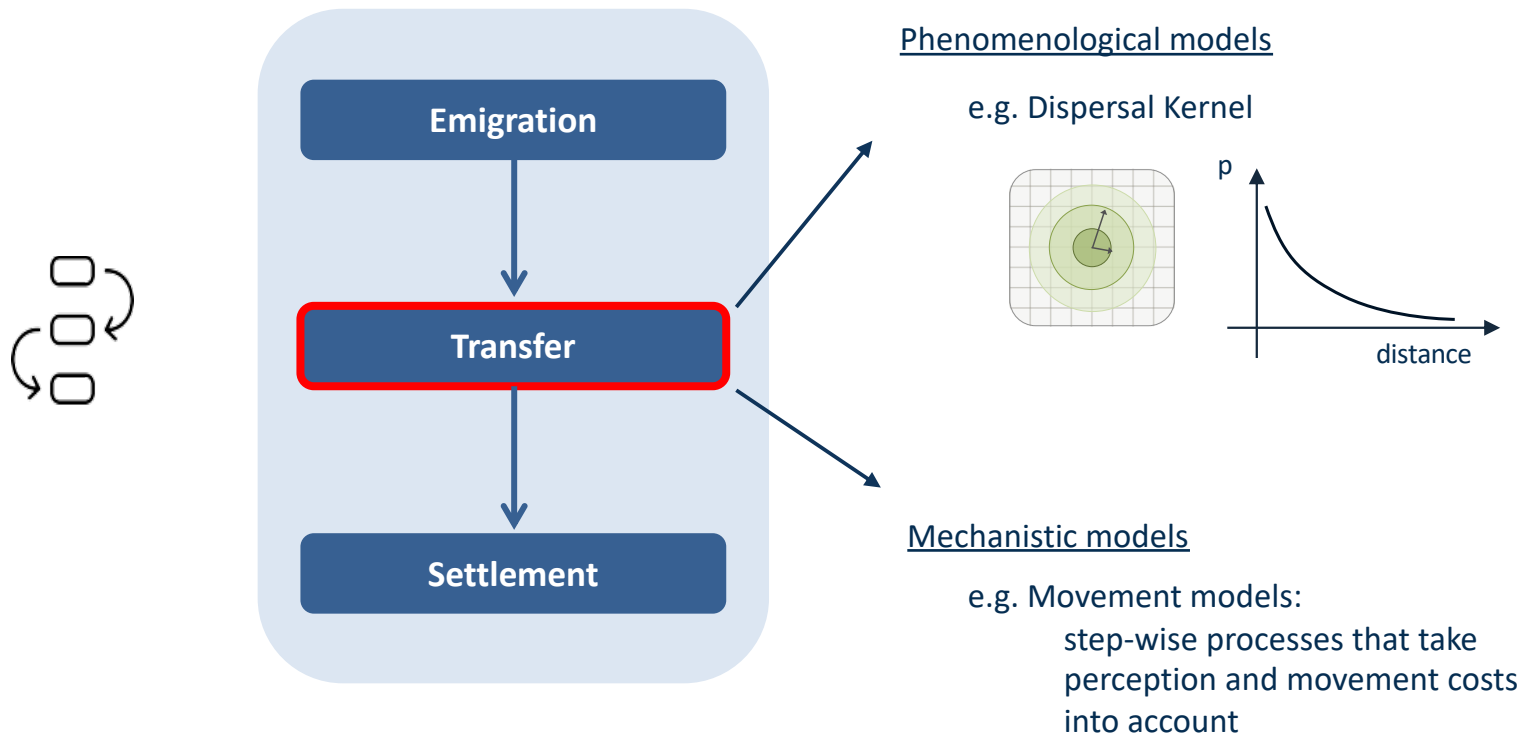 Emigration
Transfer
Settlement
Phenomenological models
e.g. Dispersal Kernel
p
distance
Mechanistic models
e.g. Movement models:
step-wise processes that take
perception and movement costs
into account